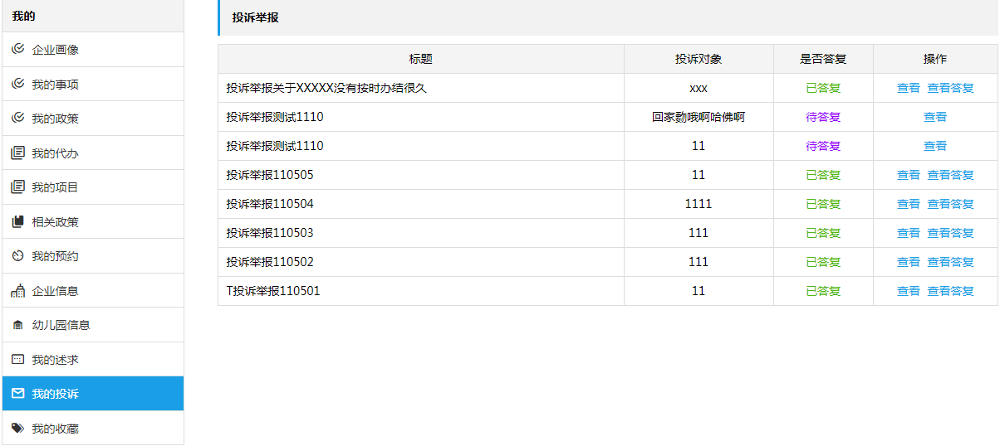 我的
企业画像
我的事项
我的政策
我的代办
我的项目
相关政策
我的预约
企业信息
幼儿园信息
我的述求
我的投诉
我的收藏
投诉举报
标题 投诉对象 是否答复 操作
投诉举报关于XXXXX没有按时办结很久 xxx 已答复 查看 查看答复
投诉举报测试1110 回家覅哦啊哈佛啊 待答复 查看
投诉举报测试1110 11 待答复 查看
投诉举报110505 11 已答复 查看 查看答复
投诉举报110504 1111 已答复 查看 查看答复
投诉举报110503 111 已答复 查看 查看答复
投诉举报110502 111 已答复 查看 查看答复
T投诉举报110501 11 已答复 查看 查看答复